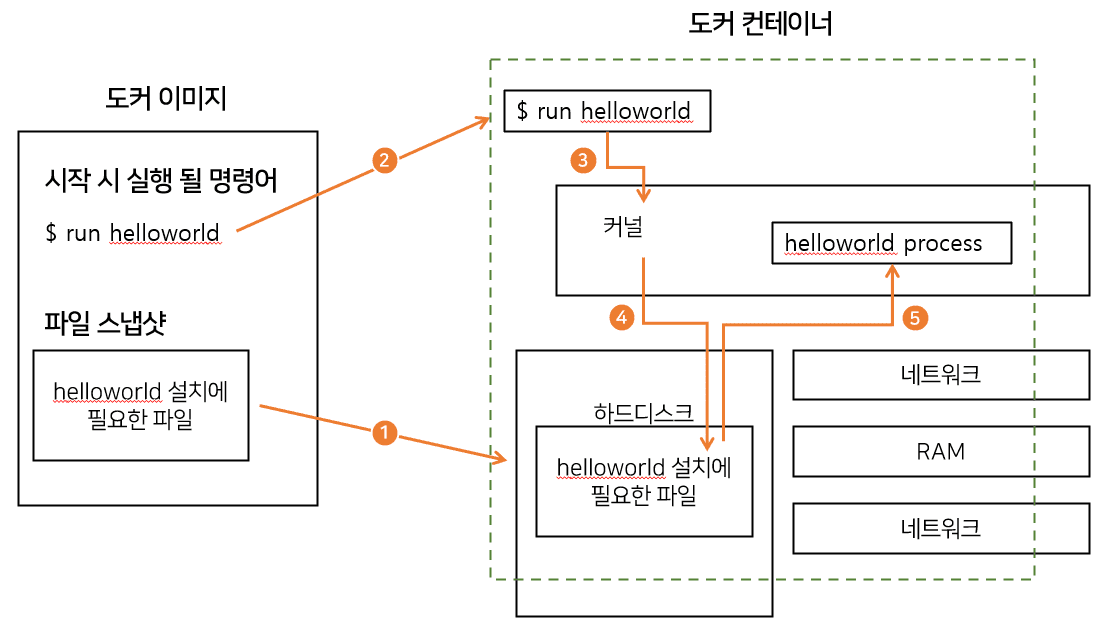 도커 컨테이너
도커 이미지
$ run helloworld
시작 시 실행 될 명령어
$ run helloworld
2
3
커널
helloworld process
파일 스냅샷
4
5
helloworld 설치에
필요한 파일
1
하드디스크
helloworld 설치에
필요한 파일
네트워크
RAM
네트워크